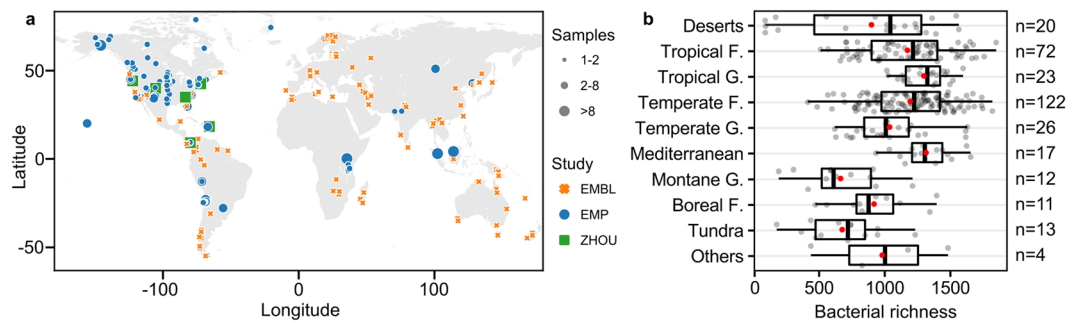 a
50
0
-50
Latitude
-100
0
100
Longitude
Samples
1-2
2-8
>8
Study
EMBL
EMP
ZHOU
b
Deserts n=20
Tropical F. n=72
Tropical G. n=23
Temperate F. n=122
Temperate G. n=26
Mediterranean n=17
Montane G. n=12
Boreal F. n=11
Tundra n=13
Others n=4
0 500 1000 1500
Bacterial richness